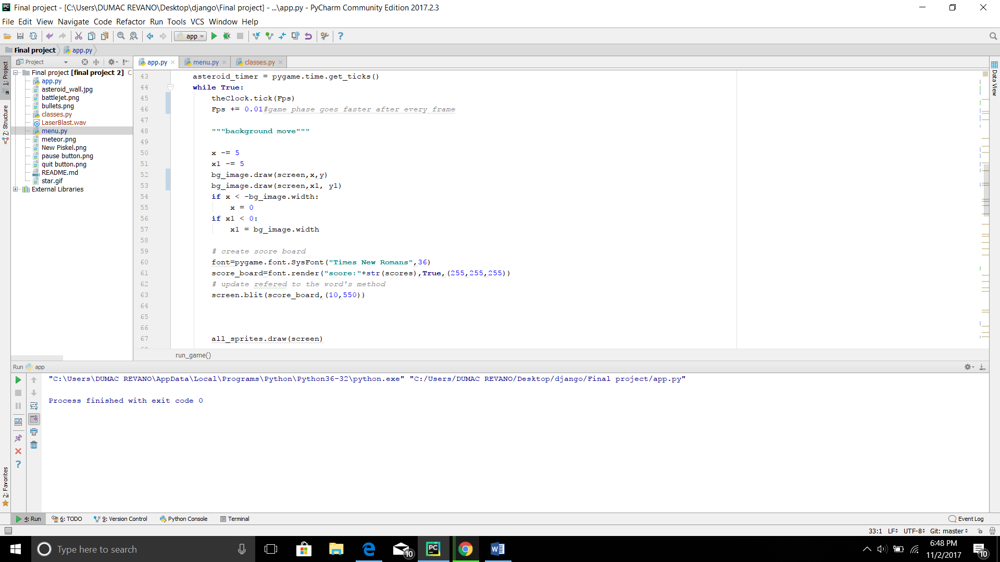 Final project - [C:\Users\DUMAC REVANO\Desktop\django\Final project] - ...\app.py - PyCharm Community Edition 2017.2.3
File Edit View Navigate Code Refactor Run Tools VCS Window Help
app
Final project app.py
1: Project
Z: Structure
2: Favorites
Project
Final project [final project 2] C
app.py
asteroid_wall.jpg
battlejet.png
bullets.png
classes.py
LaserBlast.wav
menu.py
meteor.png
New Piskel.png
pause button.png
quit button.png
README.md
star.gif
External Libraries
app.py menu.py classes.py
Data View
43 asteroid_timer = pygame.time.get_ticks()
44 while True:
45 theClock.tick(Fps)
46 Fps += 0.01#game phase goes faster after every frame
47
48 """background move"""
49
50 x -= 5
51 x1 -= 5
52 bg_image.draw(screen,x,y)
53 bg_image.draw(screen,x1, y1)
54 if x < -bg_image.width:
55 x = 0
56 if x1 < 0:
57 x1 = bg_image.width
58
59 # create score board
60 font=pygame.font.SysFont("Times New Romans",36)
61 score_board=font.render("score:"+str(scores),True,(255,255,255))
62 # update refered to the word's method
63 screen.blit(score_board,(10,550))
64
65
66
67 all_sprites.draw(screen)
run_game()
Run app
"C:\Users\DUMAC REVANO\AppData\Local\Programs\Python\Python36-32\python.exe" "C:/Users/DUMAC REVANO/Desktop/django/Final project/app.py"
Process finished with exit code 0
4: Run 6: TODO 9: Version Control Python Console Terminal Event Log
33:1 LF UTF-8 Git: master
Type here to search
10
6:48 PM
11/2/2017
10